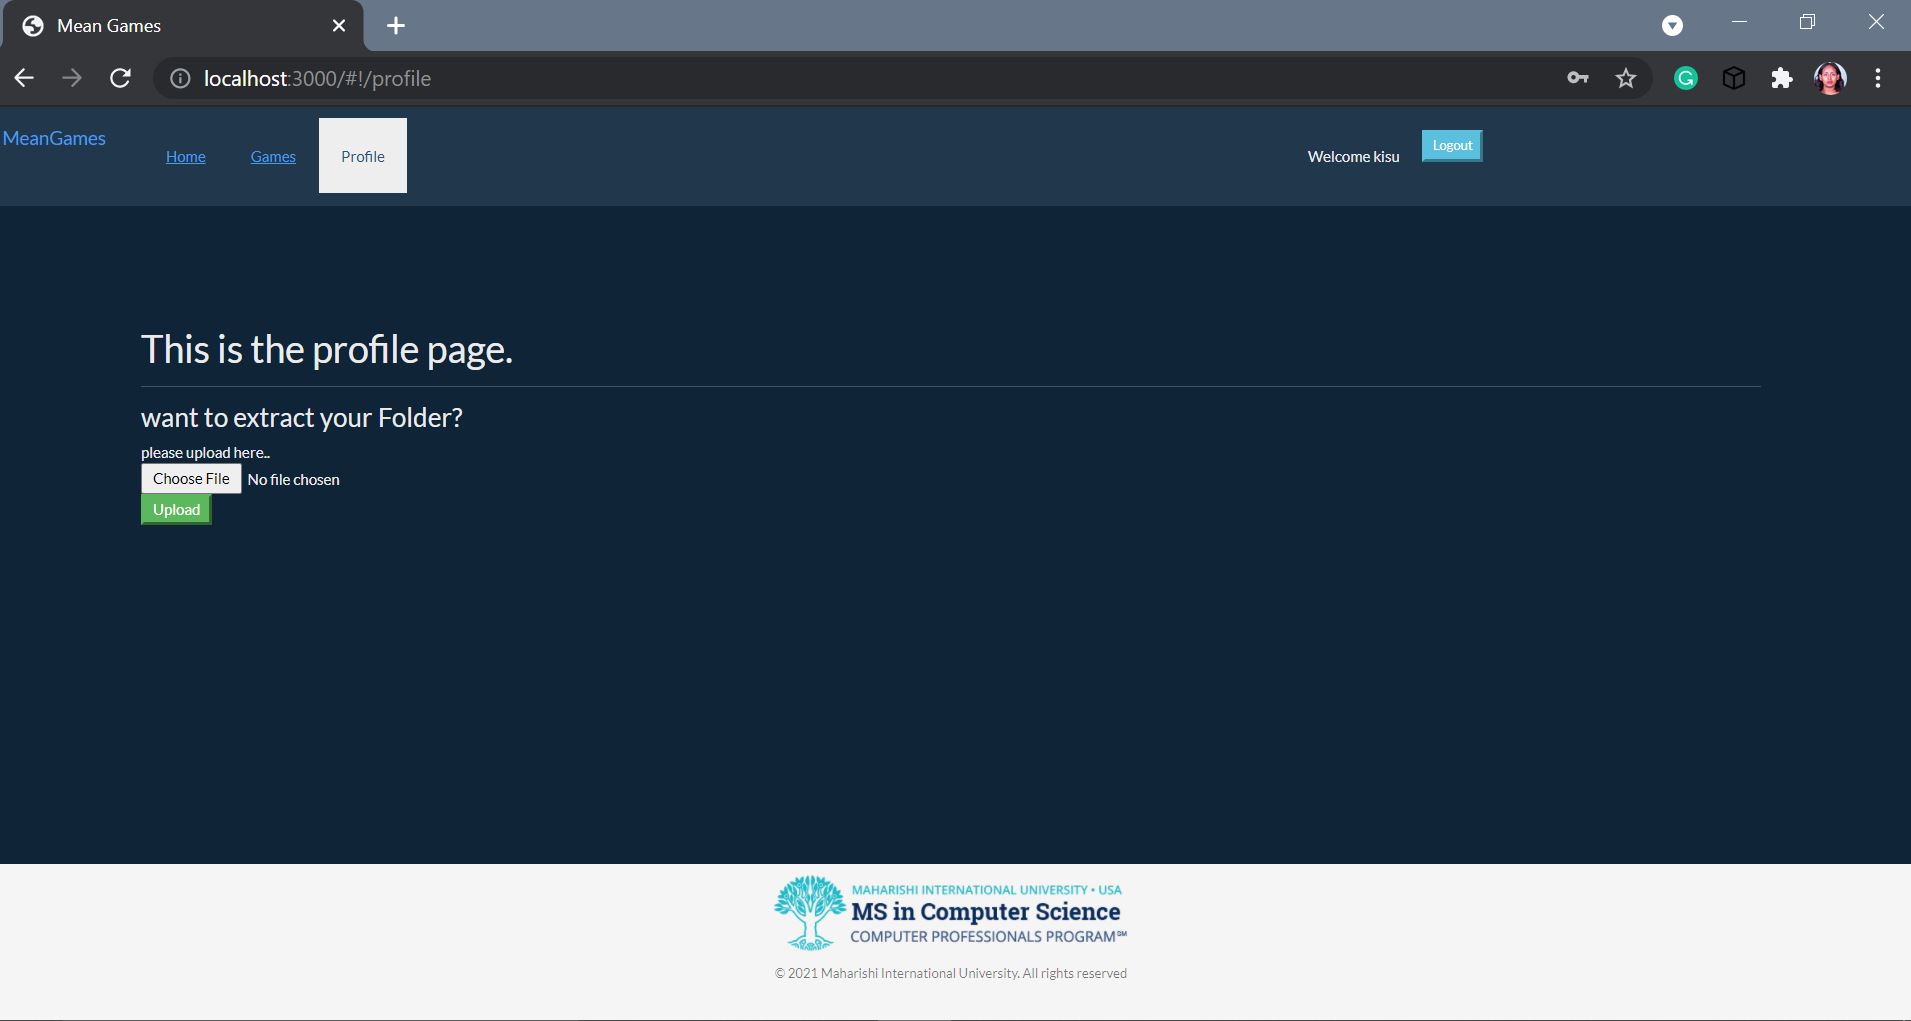 Mean Games
localhost:3000/#!/profile
MeanGames
Home Games Profile Welcome kisu Logout
This is the profile page.
want to extract your Folder?
please upload here..
Choose File No file chosen
Upload
MAHARISHI INTERNATIONAL UNIVERSITY • USA
MS in Computer Science
COMPUTER PROFESSIONALS PROGRAM℠
© 2021 Maharishi International University. All rights reserved